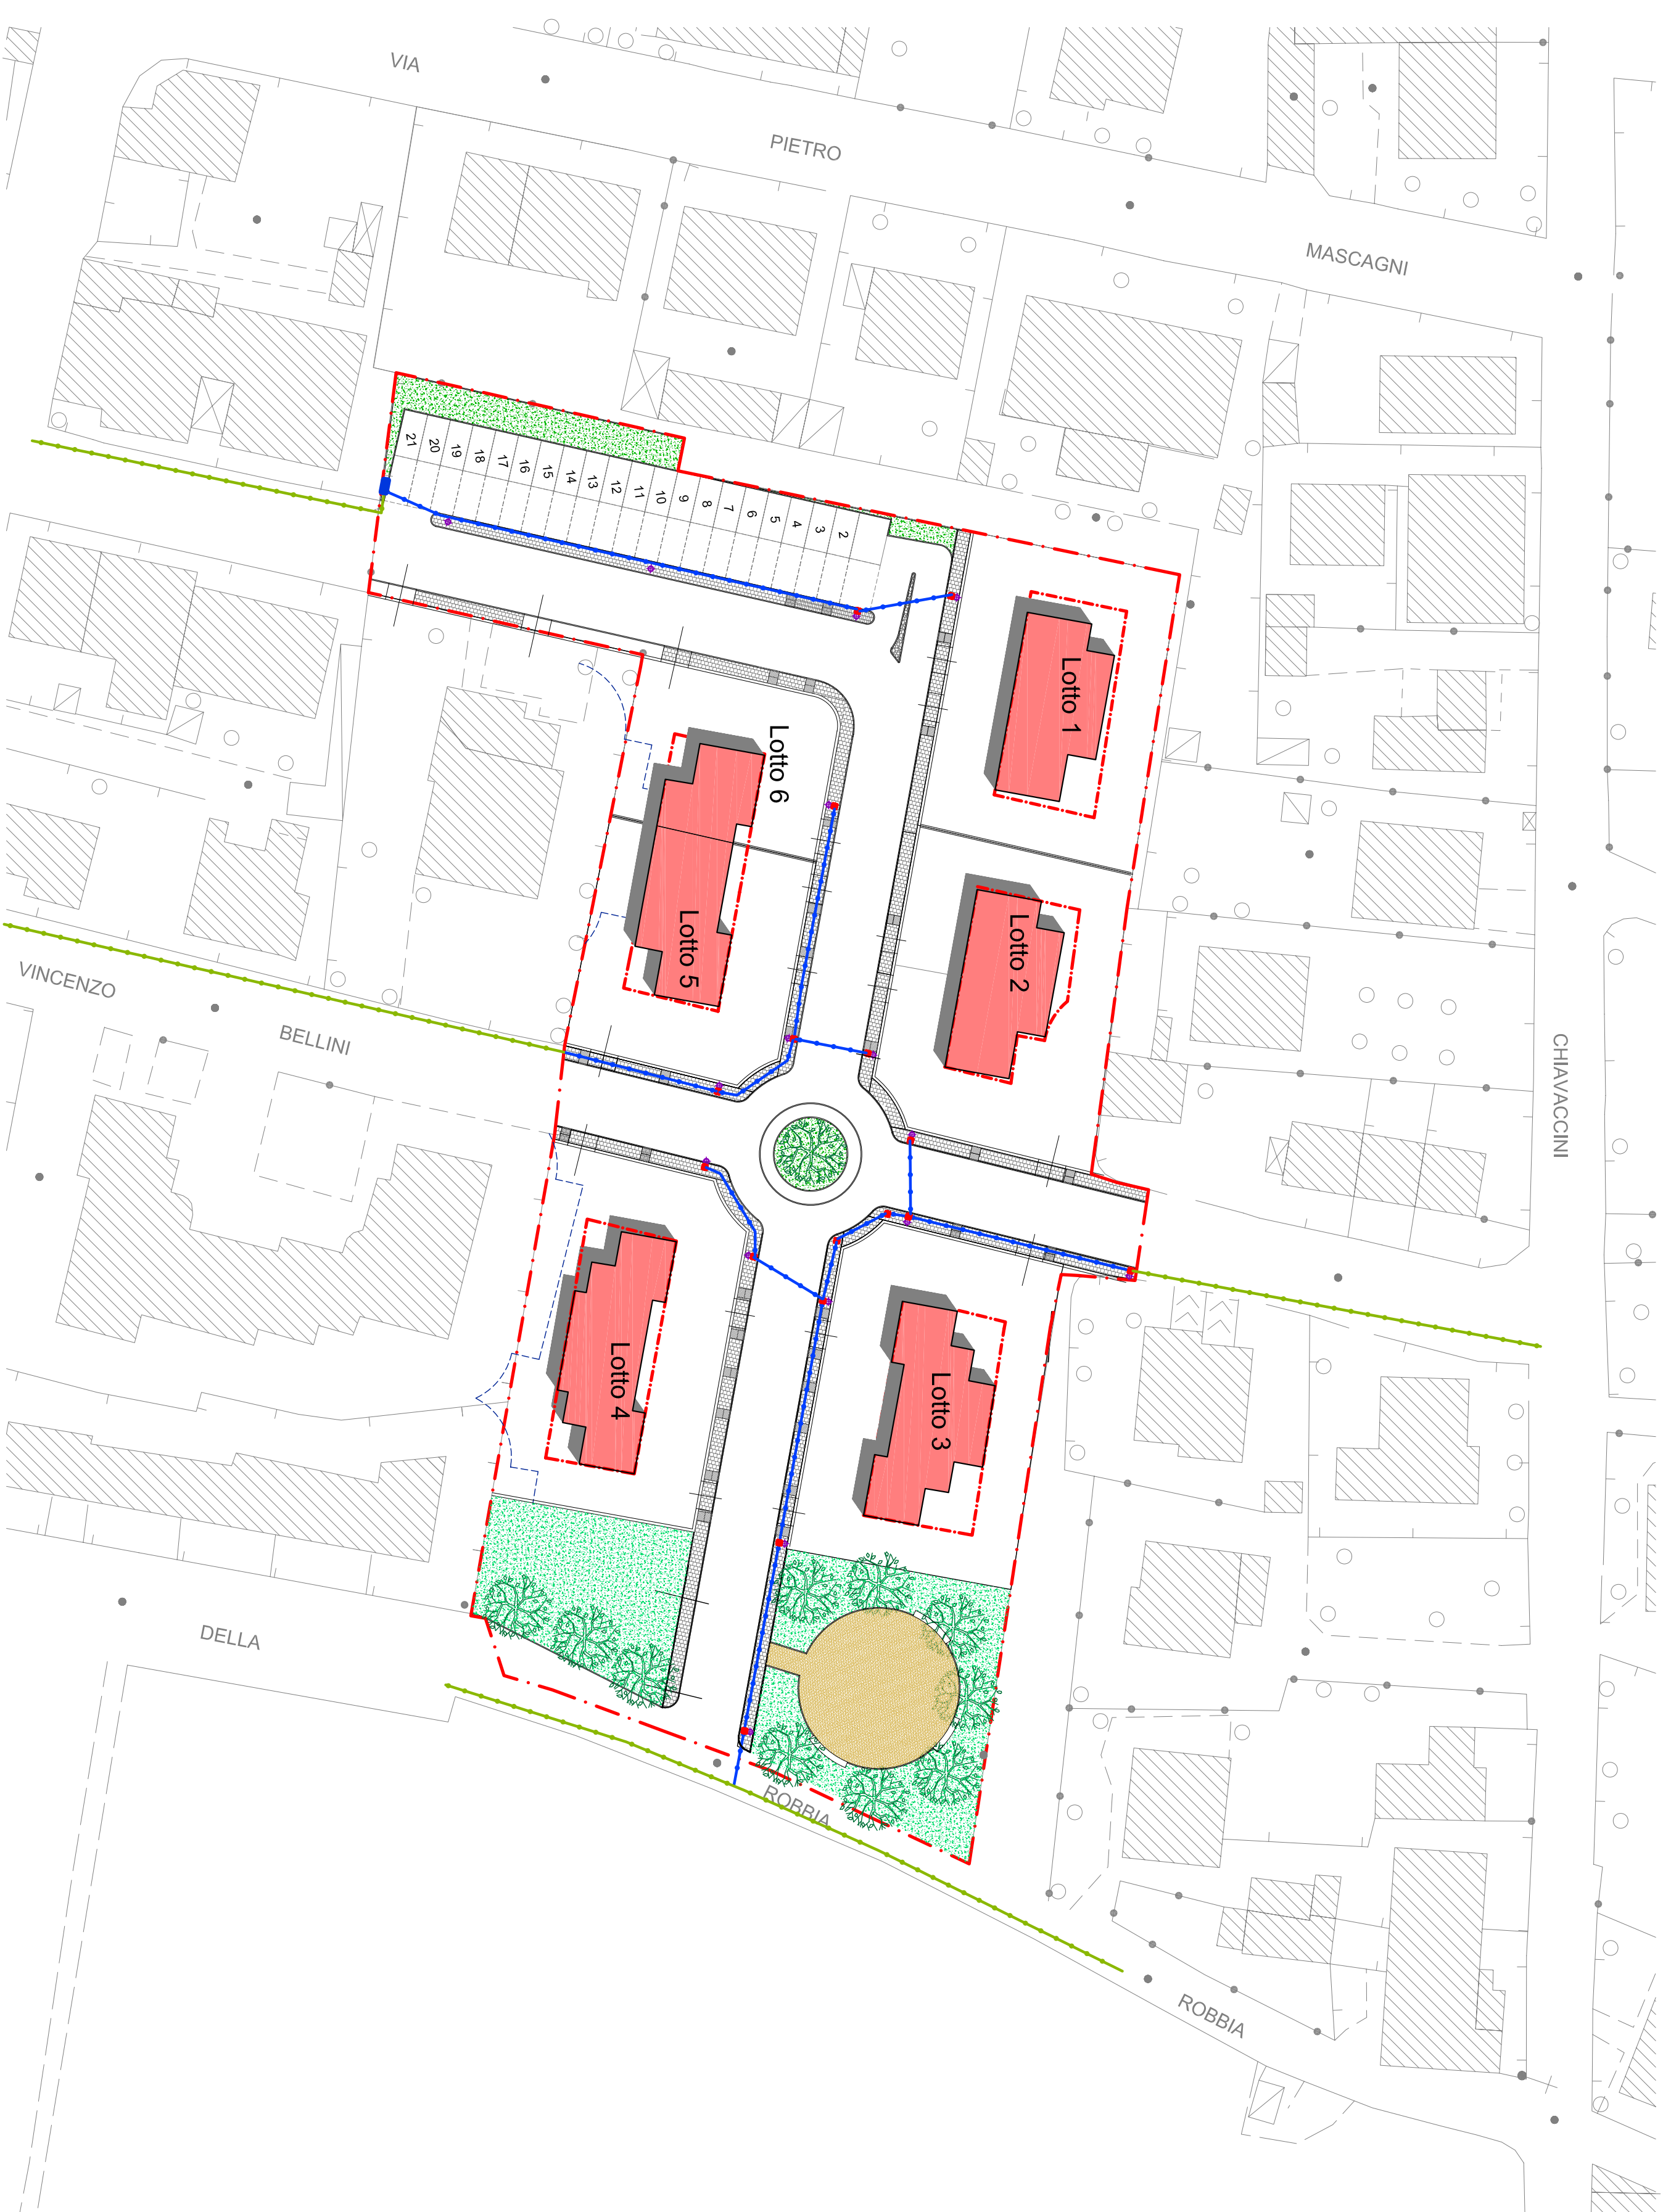 VIA
PIETRO
MASCAGNI
21
20
19
18
17
16
15
14
13
12
11
10
9
8
7
6
5
4
3
2
Lotto 1
Lotto 6
Lotto 5
Lotto 2
VINCENZO
BELLINI
CHIAVACCINI
Lotto 4
Lotto 3
DELLA
ROBBIA
ROBBIA